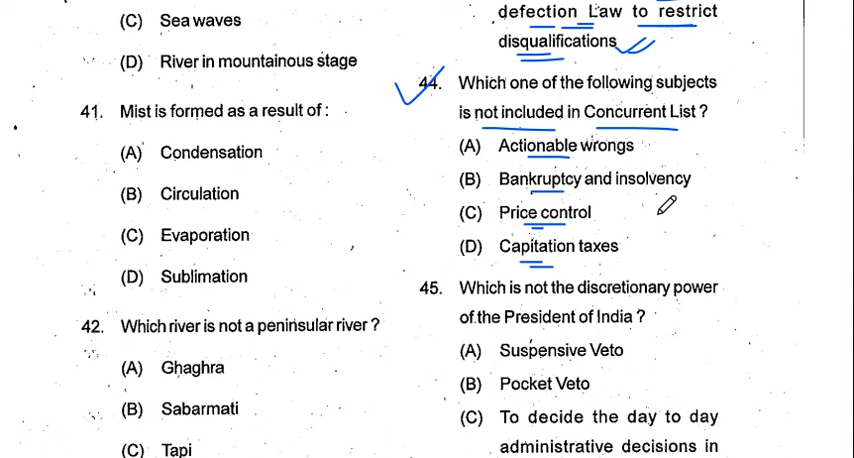 (C) Sea waves
(D) River in mountainous stage
41. Mist is formed as a result of :
(A) Condensation
(B) Circulation
(C) Evaporation
(D) Sublimation
42. Which river is not a peninsular river ?
(A) Ghaghra
(B) Sabarmati
(C) Tapi
defection Law to restrict
disqualifications
44. Which one of the following subjects
is not included in Concurrent List ?
(A) Actionable wrongs
(B) Bankruptcy and insolvency
(C) Price control
(D) Capitation taxes
45. Which is not the discretionary power
of the President of India ?
(A) Suspensive Veto
(B) Pocket Veto
(C) To decide the day to day
administrative decisions in